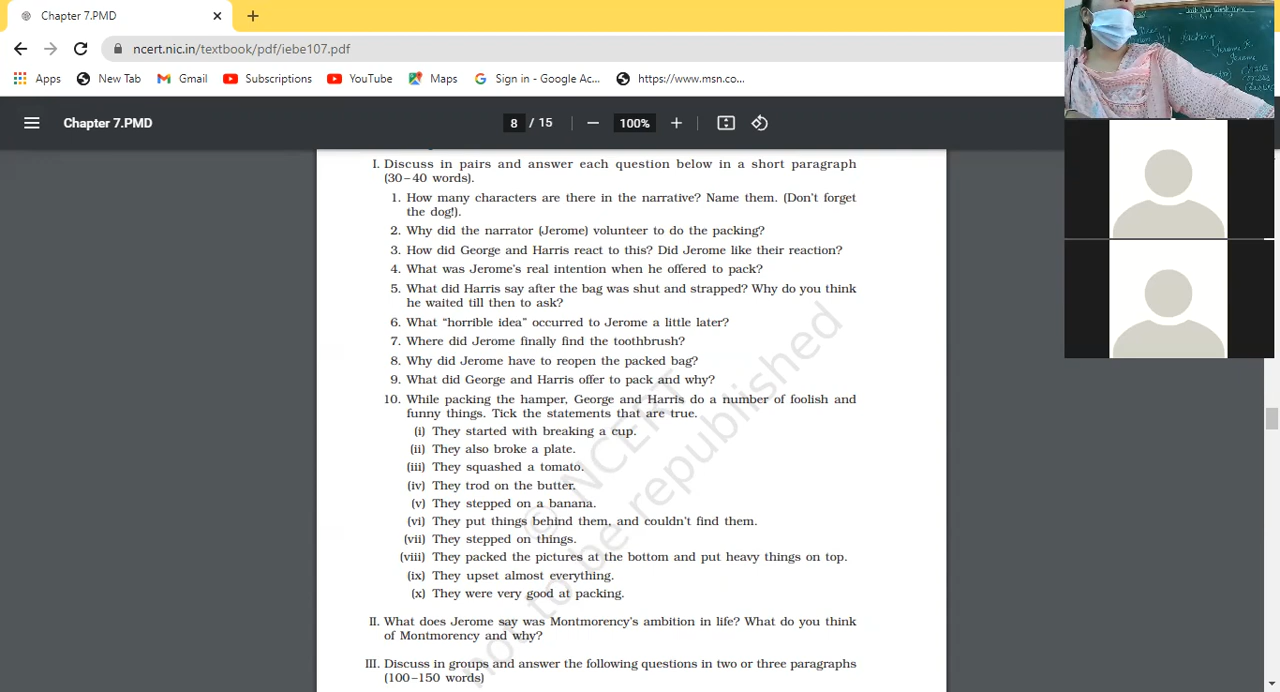 Chapter 7.PMD
ncert.nic.in/textbook/pdf/iebe107.pdf
Apps New Tab Gmail Subscriptions YouTube Maps Sign in - Google Ac... https://www.msn.co...
Chapter 7.PMD 8 / 15 100%
I. Discuss in pairs and answer each question below in a short paragraph
(30–40 words).
1. How many characters are there in the narrative? Name them. (Don't forget
the dog!).
2. Why did the narrator (Jerome) volunteer to do the packing?
3. How did George and Harris react to this? Did Jerome like their reaction?
4. What was Jerome's real intention when he offered to pack?
5. What did Harris say after the bag was shut and strapped? Why do you think
he waited till then to ask?
6. What “horrible idea” occurred to Jerome a little later?
7. Where did Jerome finally find the toothbrush?
8. Why did Jerome have to reopen the packed bag?
9. What did George and Harris offer to pack and why?
10. While packing the hamper, George and Harris do a number of foolish and
funny things. Tick the statements that are true.
(i) They started with breaking a cup.
(ii) They also broke a plate.
(iii) They squashed a tomato.
(iv) They trod on the butter.
(v) They stepped on a banana.
(vi) They put things behind them, and couldn't find them.
(vii) They stepped on things.
(viii) They packed the pictures at the bottom and put heavy things on top.
(ix) They upset almost everything.
(x) They were very good at packing.
II. What does Jerome say was Montmorency's ambition in life? What do you think
of Montmorency and why?
III. Discuss in groups and answer the following questions in two or three paragraphs
(100–150 words)
© NCERT
not to be republished